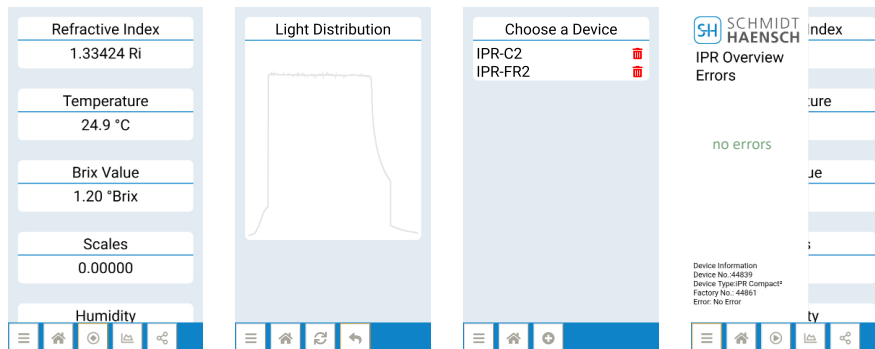 Refractive Index
1.33424 Ri
Temperature
24.9 °C
Brix Value
1.20 °Brix
Scales
0.00000
Humidity
Light Distribution
Choose a Device
IPR-C2
IPR-FR2
SH SCHMIDT
HAENSCH
IPR Overview
Errors
no errors
Device Information
Device No.:44839
Device Type:iPR Compact²
Factory No.: 44861
Error: No Error
Index
ture
ue
s
ty